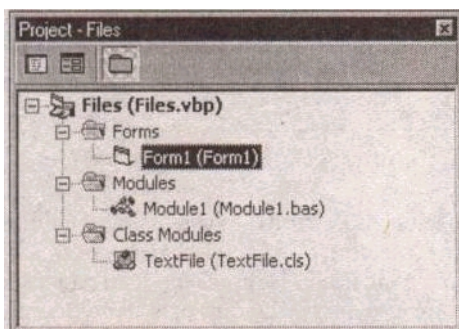 Project - Files
Files (Files.vbp)
Forms
Form1 (Form1)
Modules
Module1 (Module1.bas)
Class Modules
TextFile (TextFile.cls)